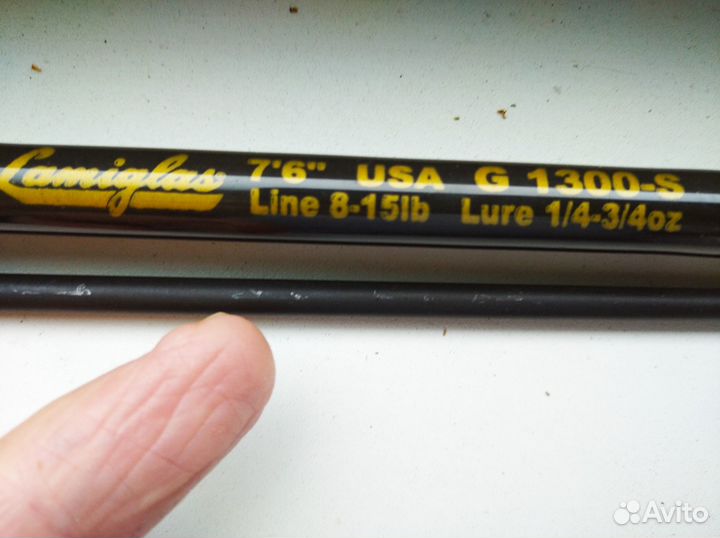 Lamiglas 7'6" USA G 1300-S
Line 8-15lb Lure 1/4-3/4oz
Avito